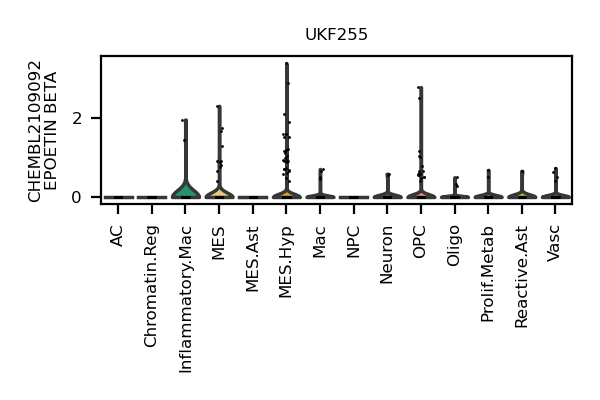 UKF255
CHEMBL2109092
EPOETIN BETA
2
0
AC
Chromatin.Reg
Inflammatory.Mac
MES
MES.Ast
MES.Hyp
Mac
NPC
Neuron
OPC
Oligo
Prolif.Metab
Reactive.Ast
Vasc